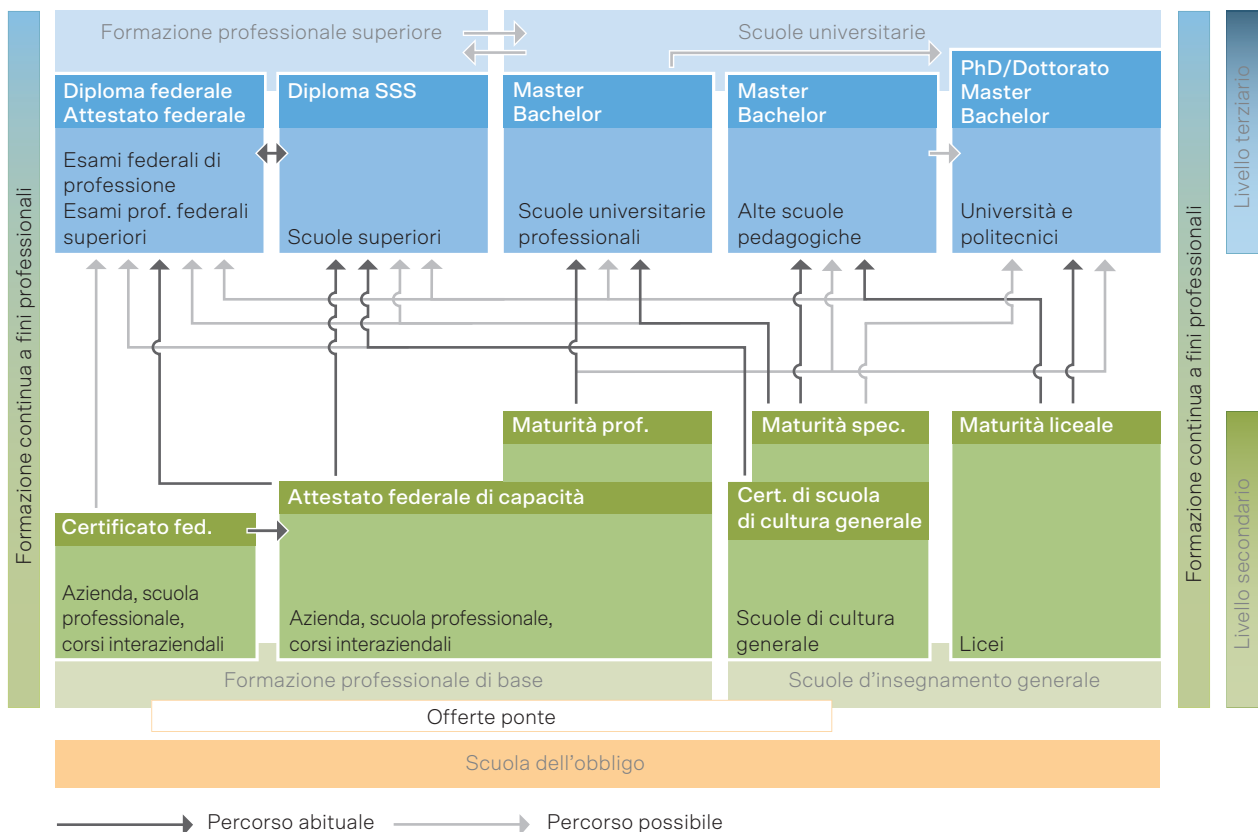 Formazione professionale superiore
Scuole universitarie
Diploma federale
Attestato federale
Esami federali di
professione
Esami prof. federali
superiori
Diploma SSS
Scuole superiori
Master
Bachelor
Scuole universitarie
professionali
Master
Bachelor
Alte scuole
pedagogiche
PhD/Dottorato
Master
Bachelor
Università e
politecnici
Formazione continua a fini professionali
Formazione continua a fini professionali
Livello terziario
Livello secondario
Maturità prof.
Maturità spec.
Maturità liceale
Attestato federale di capacità
Cert. di scuola
di cultura generale
Certificato fed.
Azienda, scuola
professionale,
corsi interaziendali
Azienda, scuola professionale,
corsi interaziendali
Scuole di cultura
generale
Licei
Formazione professionale di base
Scuole d'insegnamento generale
Offerte ponte
Scuola dell'obbligo
Percorso abituale
Percorso possibile